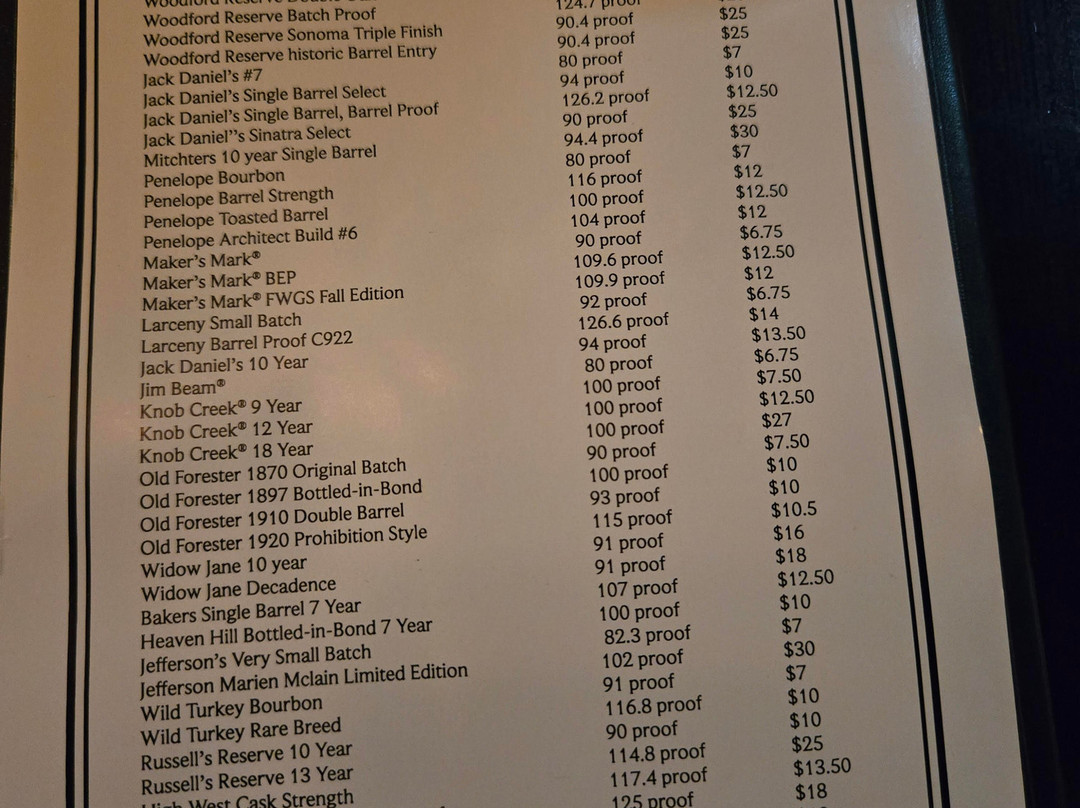 Woodford Reserve
Woodford Reserve Batch Proof 124.7 proof
Woodford Reserve Sonoma Triple Finish 90.4 proof $25
Woodford Reserve historic Barrel Entry 90.4 proof $25
Jack Daniel's #7 80 proof $7
Jack Daniel's Single Barrel Select 94 proof $10
Jack Daniel's Single Barrel, Barrel Proof 126.2 proof $12.50
Jack Daniel''s Sinatra Select 90 proof $25
Mitchters 10 year Single Barrel 94.4 proof $30
Penelope Bourbon 80 proof $7
Penelope Barrel Strength 116 proof $12
Penelope Toasted Barrel 100 proof $12.50
Penelope Architect Build #6 104 proof $12
Maker's Mark® 90 proof $6.75
Maker's Mark® BEP 109.6 proof $12.50
Maker's Mark® FWGS Fall Edition 109.9 proof $12
Larceny Small Batch 92 proof $6.75
Larceny Barrel Proof C922 126.6 proof $14
Jack Daniel's 10 Year 94 proof $13.50
Jim Beam® 80 proof $6.75
Knob Creek® 9 Year 100 proof $7.50
Knob Creek® 12 Year 100 proof $12.50
Knob Creek® 18 Year 100 proof $27
Old Forester 1870 Original Batch 90 proof $7.50
Old Forester 1897 Bottled-in-Bond 100 proof $10
Old Forester 1910 Double Barrel 93 proof $10
Old Forester 1920 Prohibition Style 115 proof $10.5
Widow Jane 10 year 91 proof $16
Widow Jane Decadence 91 proof $18
Bakers Single Barrel 7 Year 107 proof $12.50
Heaven Hill Bottled-in-Bond 7 Year 100 proof $10
Jefferson's Very Small Batch 82.3 proof $7
Jefferson Marien Mclain Limited Edition 102 proof $30
Wild Turkey Bourbon 91 proof $7
Wild Turkey Rare Breed 116.8 proof $10
Russell's Reserve 10 Year 90 proof $10
Russell's Reserve 13 Year 114.8 proof $25
High West Cask Strength 117.4 proof $13.50
125 proof $18